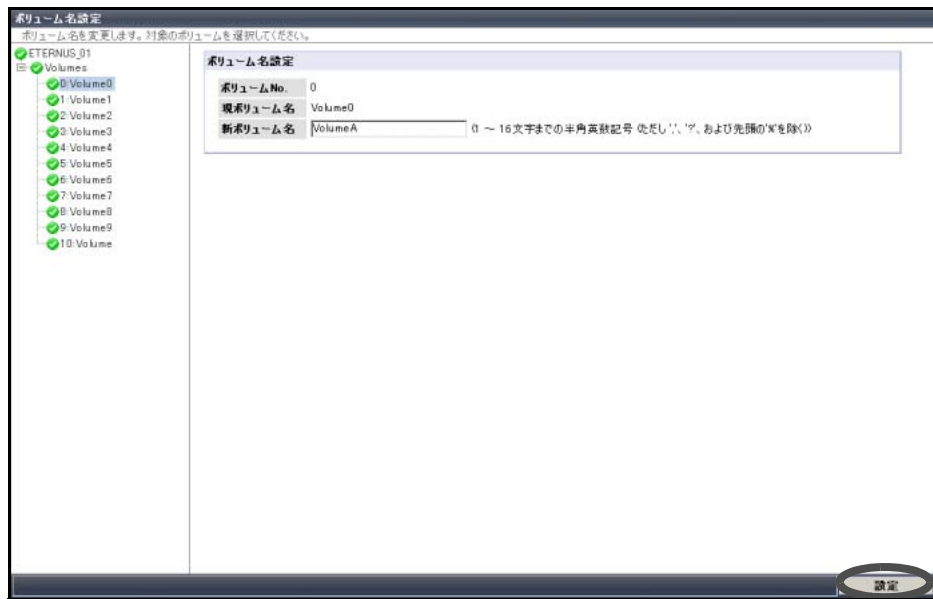 ボリューム名設定
ボリューム名を変更します。対象のボリュームを選択してください。
ETERNUS_01
Volumes
0:Volume0
1:Volume1
2:Volume2
3:Volume3
4:Volume4
5:Volume5
6:Volume6
7:Volume7
8:Volume8
9:Volume9
10:Volume
ボリューム名設定
ボリュームNo. 0
現ボリューム名 Volume0
新ボリューム名 VolumeA (1 ～ 16文字までの半角英数記号 (ただし ','、'?'、および先頭の'¥'を除く))
設定